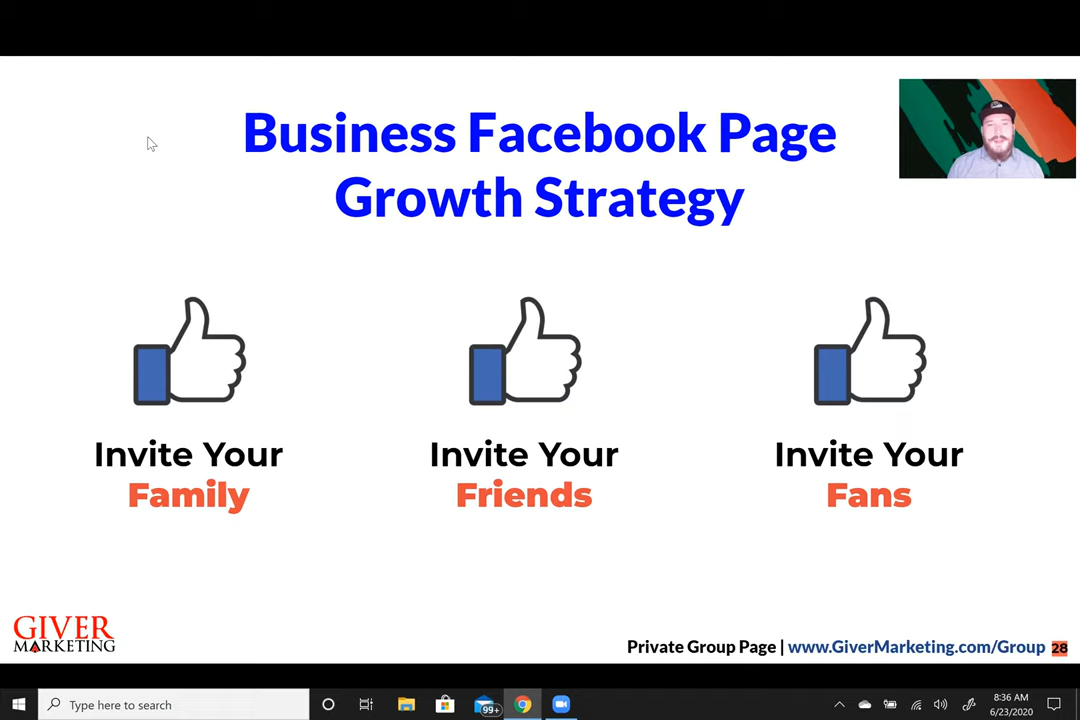 Business Facebook Page
Growth Strategy
Invite Your
Family
Invite Your
Friends
Invite Your
Fans
GIVER
MARKETING
Private Group Page | www.GiverMarketing.com/Group 28
Type here to search
99+
8:36 AM
6/23/2020